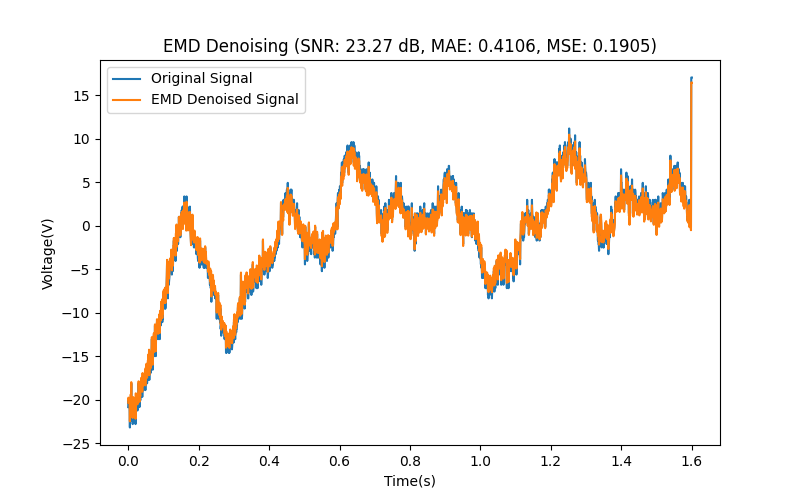 EMD Denoising (SNR: 23.27 dB, MAE: 0.4106, MSE: 0.1905)
Original Signal
EMD Denoised Signal
Voltage(V)
15
10
5
0
−5
−10
−15
−20
−25
0.0 0.2 0.4 0.6 0.8 1.0 1.2 1.4 1.6
Time(s)